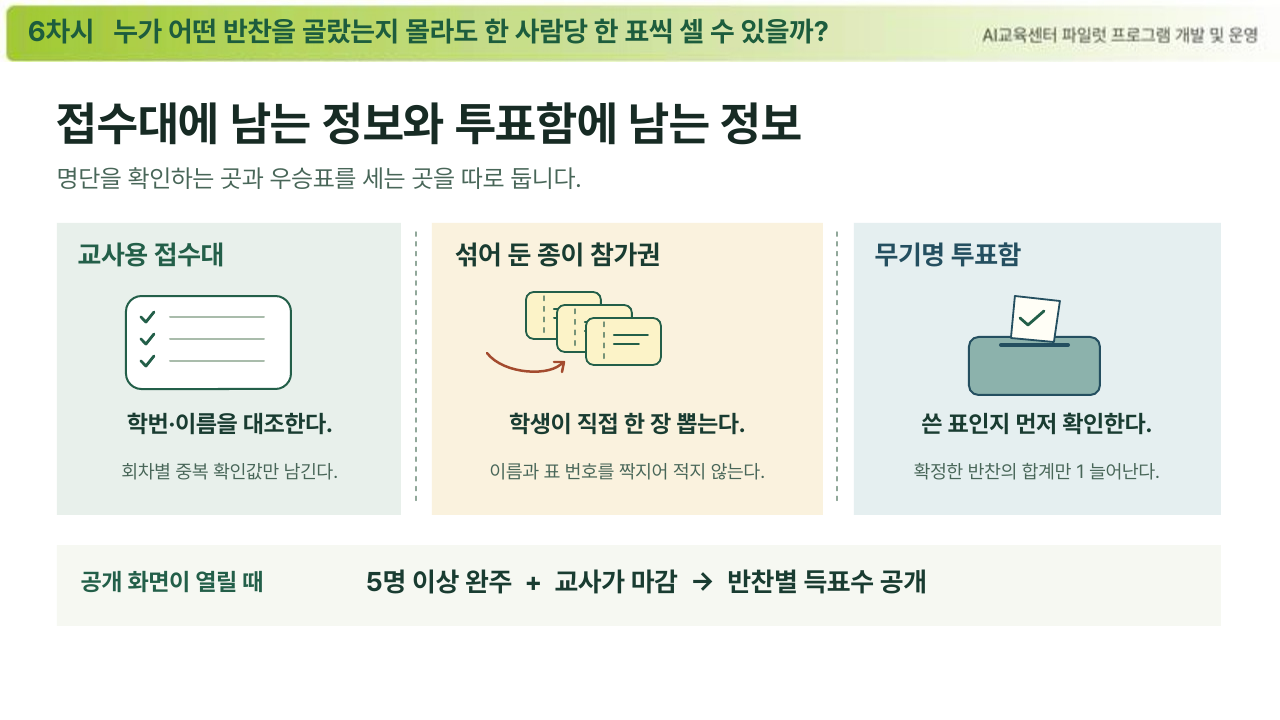 6차시 누가 어떤 반찬을 골랐는지 몰라도 한 사람당 한 표씩 셀 수 있을까?
AI교육센터 파일럿 프로그램 개발 및 운영
접수대에 남는 정보와 투표함에 남는 정보
명단을 확인하는 곳과 우승표를 세는 곳을 따로 둡니다.
교사용 접수대
학번·이름을 대조한다.
회차별 중복 확인값만 남긴다.
섞어 둔 종이 참가권
학생이 직접 한 장 뽑는다.
이름과 표 번호를 짝지어 적지 않는다.
무기명 투표함
쓴 표인지 먼저 확인한다.
확정한 반찬의 합계만 1 늘어난다.
공개 화면이 열릴 때
5명 이상 완주 + 교사가 마감 → 반찬별 득표수 공개